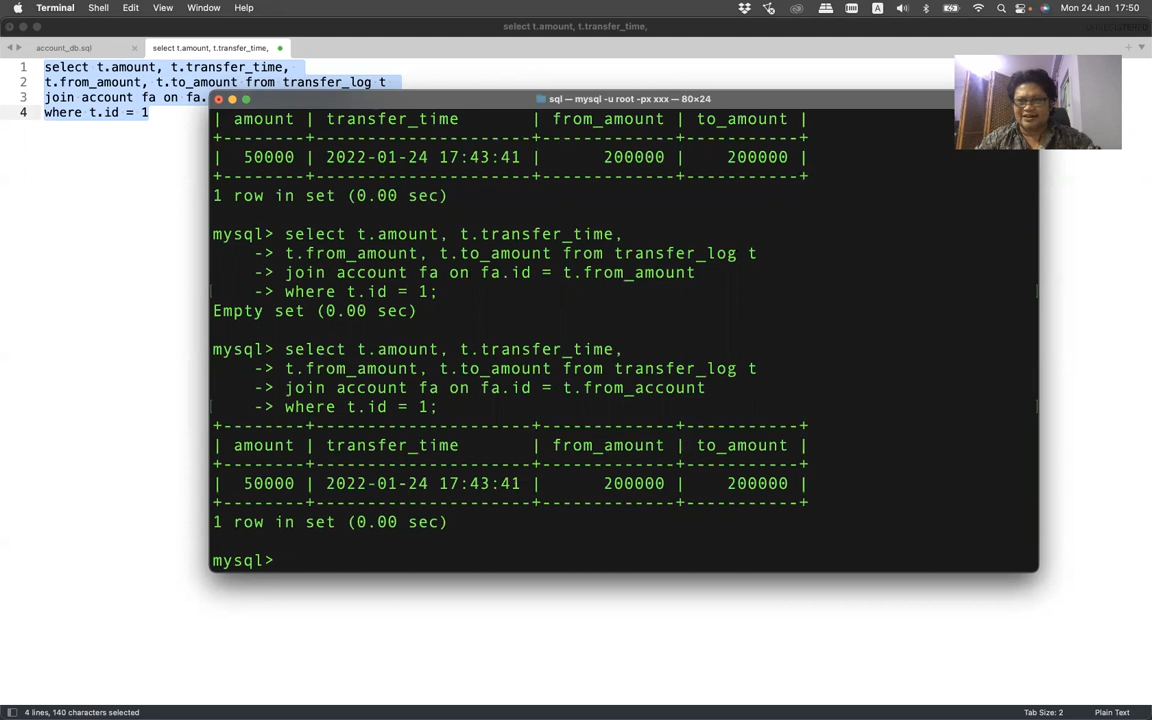 Terminal Shell Edit View Window Help
A
Mon 24 Jan 17:50
select t.amount, t.transfer_time,
account_db.sql
select t.amount, t.transfer_time,
1 select t.amount, t.transfer_time,
2 t.from_amount, t.to_amount from transfer_log t
3 join account fa on fa.
4 where t.id = 1
sql — mysql -u root -px xxx — 80×24
| amount | transfer_time | from_amount | to_amount |
+--------+---------------------+-------------+-----------+
| 50000 | 2022-01-24 17:43:41 | 200000 | 200000 |
+--------+---------------------+-------------+-----------+
1 row in set (0.00 sec)
mysql> select t.amount, t.transfer_time,
-> t.from_amount, t.to_amount from transfer_log t
-> join account fa on fa.id = t.from_amount
-> where t.id = 1;
Empty set (0.00 sec)
mysql> select t.amount, t.transfer_time,
-> t.from_amount, t.to_amount from transfer_log t
-> join account fa on fa.id = t.from_account
-> where t.id = 1;
+--------+---------------------+-------------+-----------+
| amount | transfer_time | from_amount | to_amount |
+--------+---------------------+-------------+-----------+
| 50000 | 2022-01-24 17:43:41 | 200000 | 200000 |
+--------+---------------------+-------------+-----------+
1 row in set (0.00 sec)
mysql>
4 lines, 140 characters selected
Tab Size: 2
Plain Text